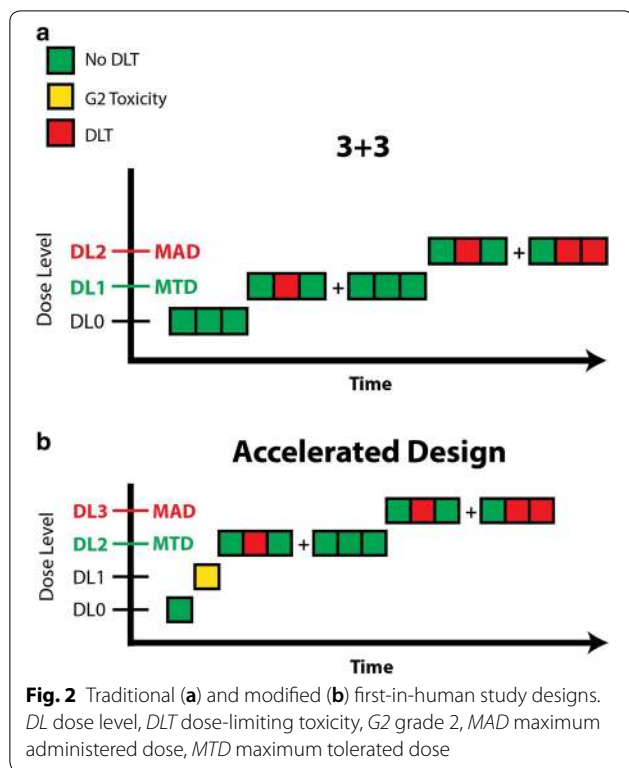 a
No DLT
G2 Toxicity
DLT
3+3
Dose Level
DL2 MAD
+
DL1 MTD
+
DL0
Time
b
Accelerated Design
Dose Level
DL3 MAD
+
DL2 MTD
+
DL1
DL0
Time
Fig. 2 Traditional (a) and modified (b) first-in-human study designs.
DL dose level, DLT dose-limiting toxicity, G2 grade 2, MAD maximum
administered dose, MTD maximum tolerated dose